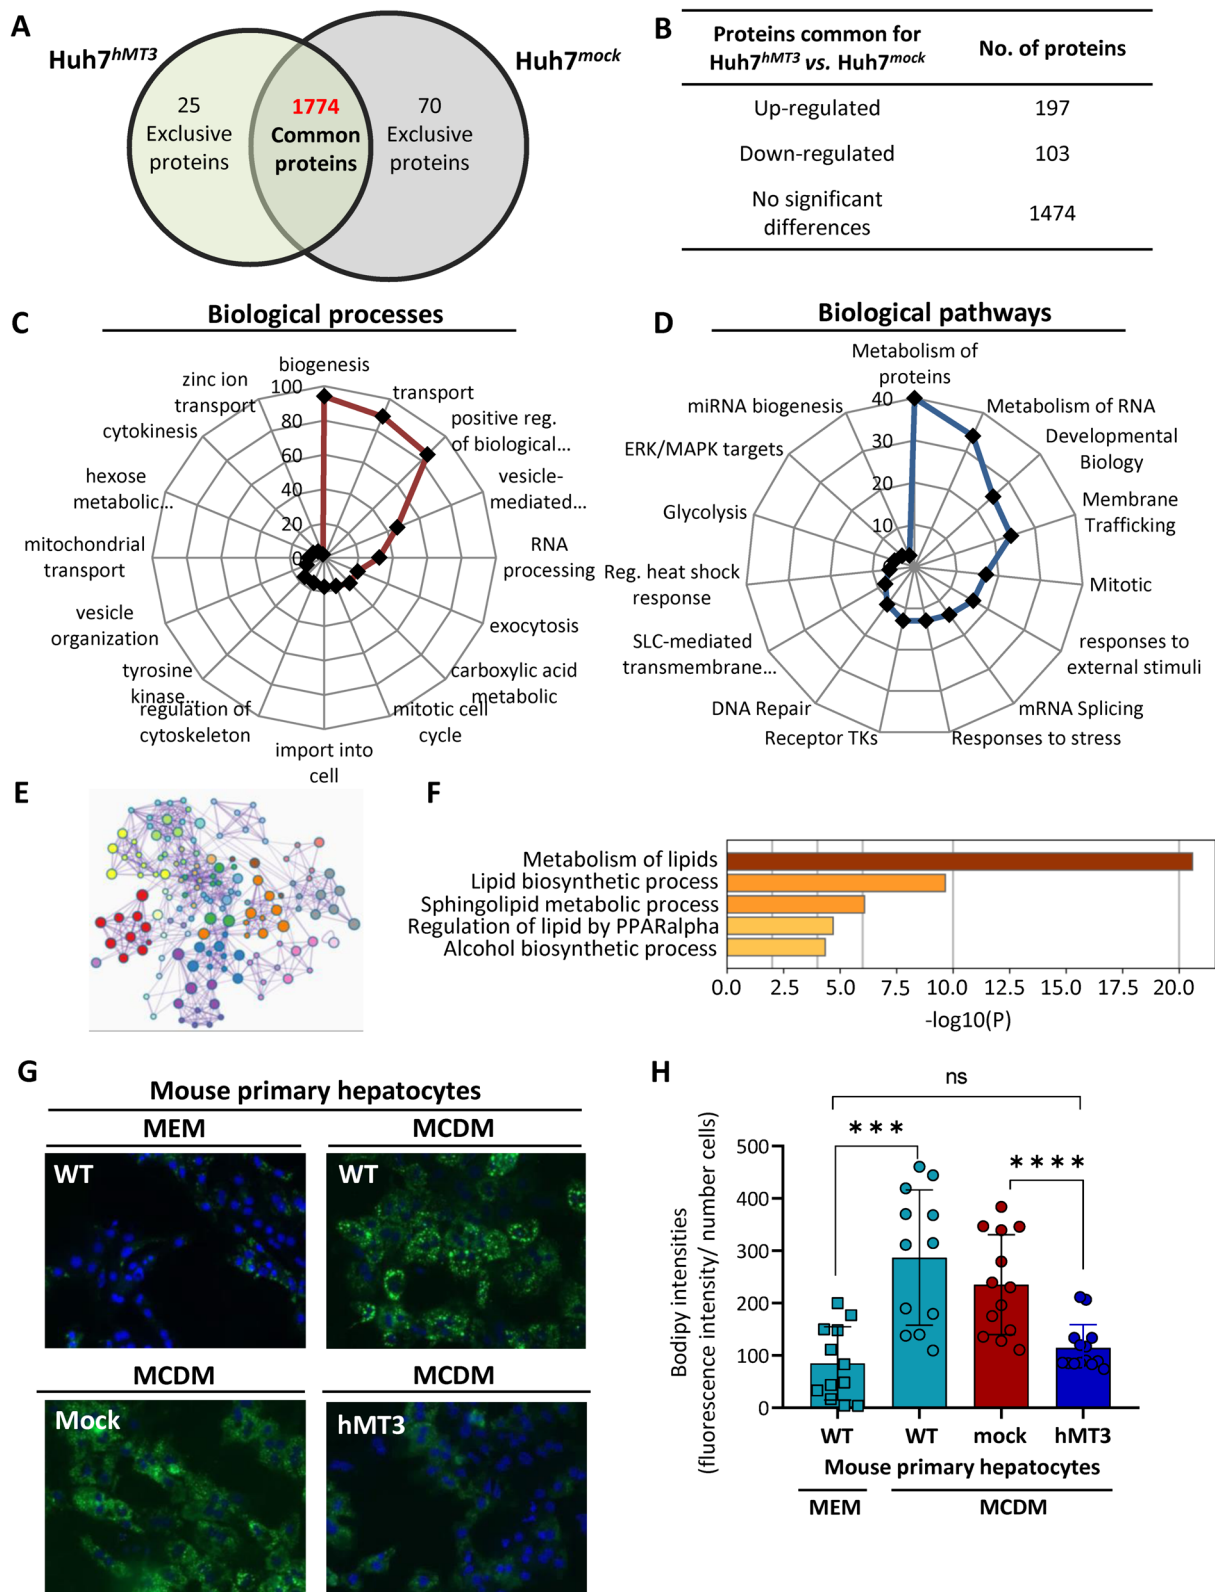 A
Huh7hMT3
Huh7mock
25
Exclusive
proteins
1774
Common
proteins
70
Exclusive
proteins
B
Proteins common for
Huh7hMT3 vs. Huh7mock
No. of proteins
Up-regulated
197
Down-regulated
103
No significant
differences
1474
C
Biological processes
biogenesis
transport
positive reg.
of biological...
vesicle-
mediated...
RNA
processing
exocytosis
carboxylic acid
metabolic
mitotic cell
cycle
import into
cell
regulation of
cytoskeleton
tyrosine
kinase...
vesicle
organization
mitochondrial
transport
hexose
metabolic...
cytokinesis
zinc ion
transport
100
80
60
40
20
0
D
Biological pathways
Metabolism of
proteins
Metabolism of RNA
Developmental
Biology
Membrane
Trafficking
Mitotic
responses to
external stimuli
mRNA Splicing
Responses to stress
Receptor TKs
DNA Repair
SLC-mediated
transmembrane...
Reg. heat shock
response
Glycolysis
ERK/MAPK targets
miRNA biogenesis
40
30
20
10
E
F
Metabolism of lipids
Lipid biosynthetic process
Sphingolipid metabolic process
Regulation of lipid by PPARalpha
Alcohol biosynthetic process
0.0 2.5 5.0 7.5 10.0 12.5 15.0 17.5 20.0
-log10(P)
G
Mouse primary hepatocytes
MEM
MCDM
WT
WT
MCDM
MCDM
Mock
hMT3
H
ns
***
****
Bodipy intensities
(fluorescence intensity/ number cells)
500
400
300
200
100
0
WT WT mock hMT3
Mouse primary hepatocytes
MEM MCDM